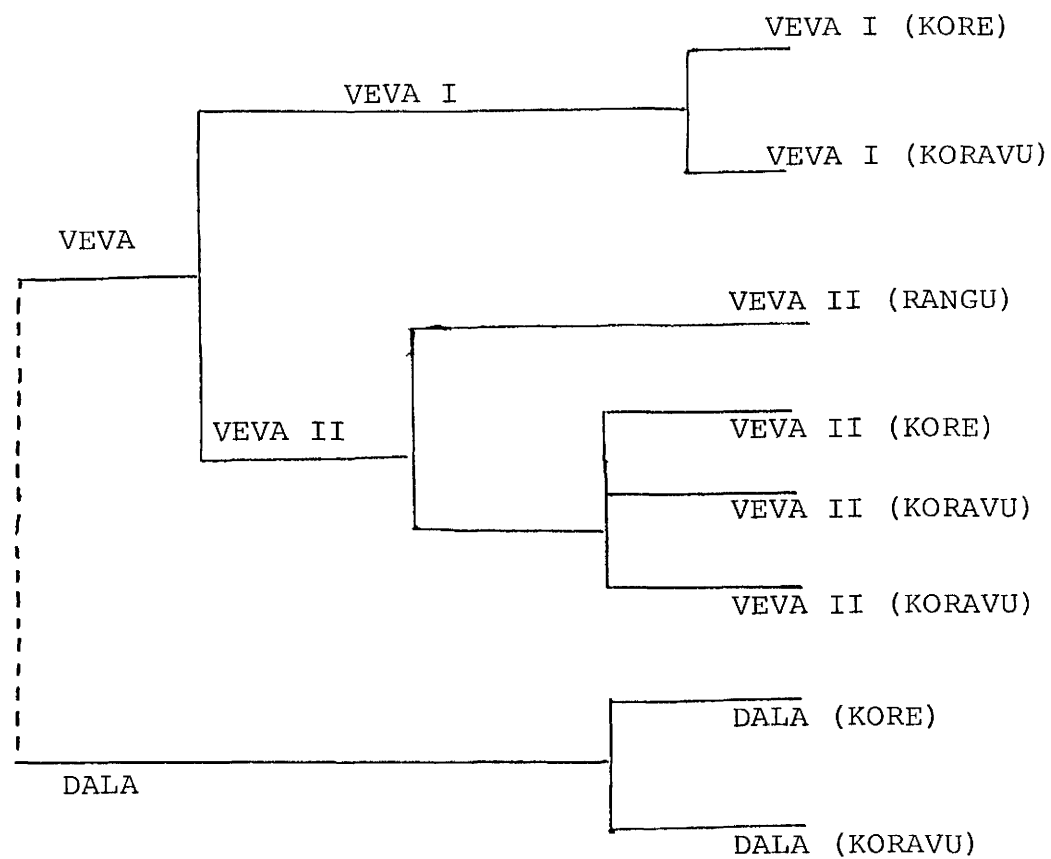 VEVA I (KORE)
VEVA I
VEVA I (KORAVU)
VEVA
VEVA II (RANGU)
VEVA II (KORE)
VEVA II
VEVA II (KORAVU)
VEVA II (KORAVU)
DALA (KORE)
DALA
DALA (KORAVU)